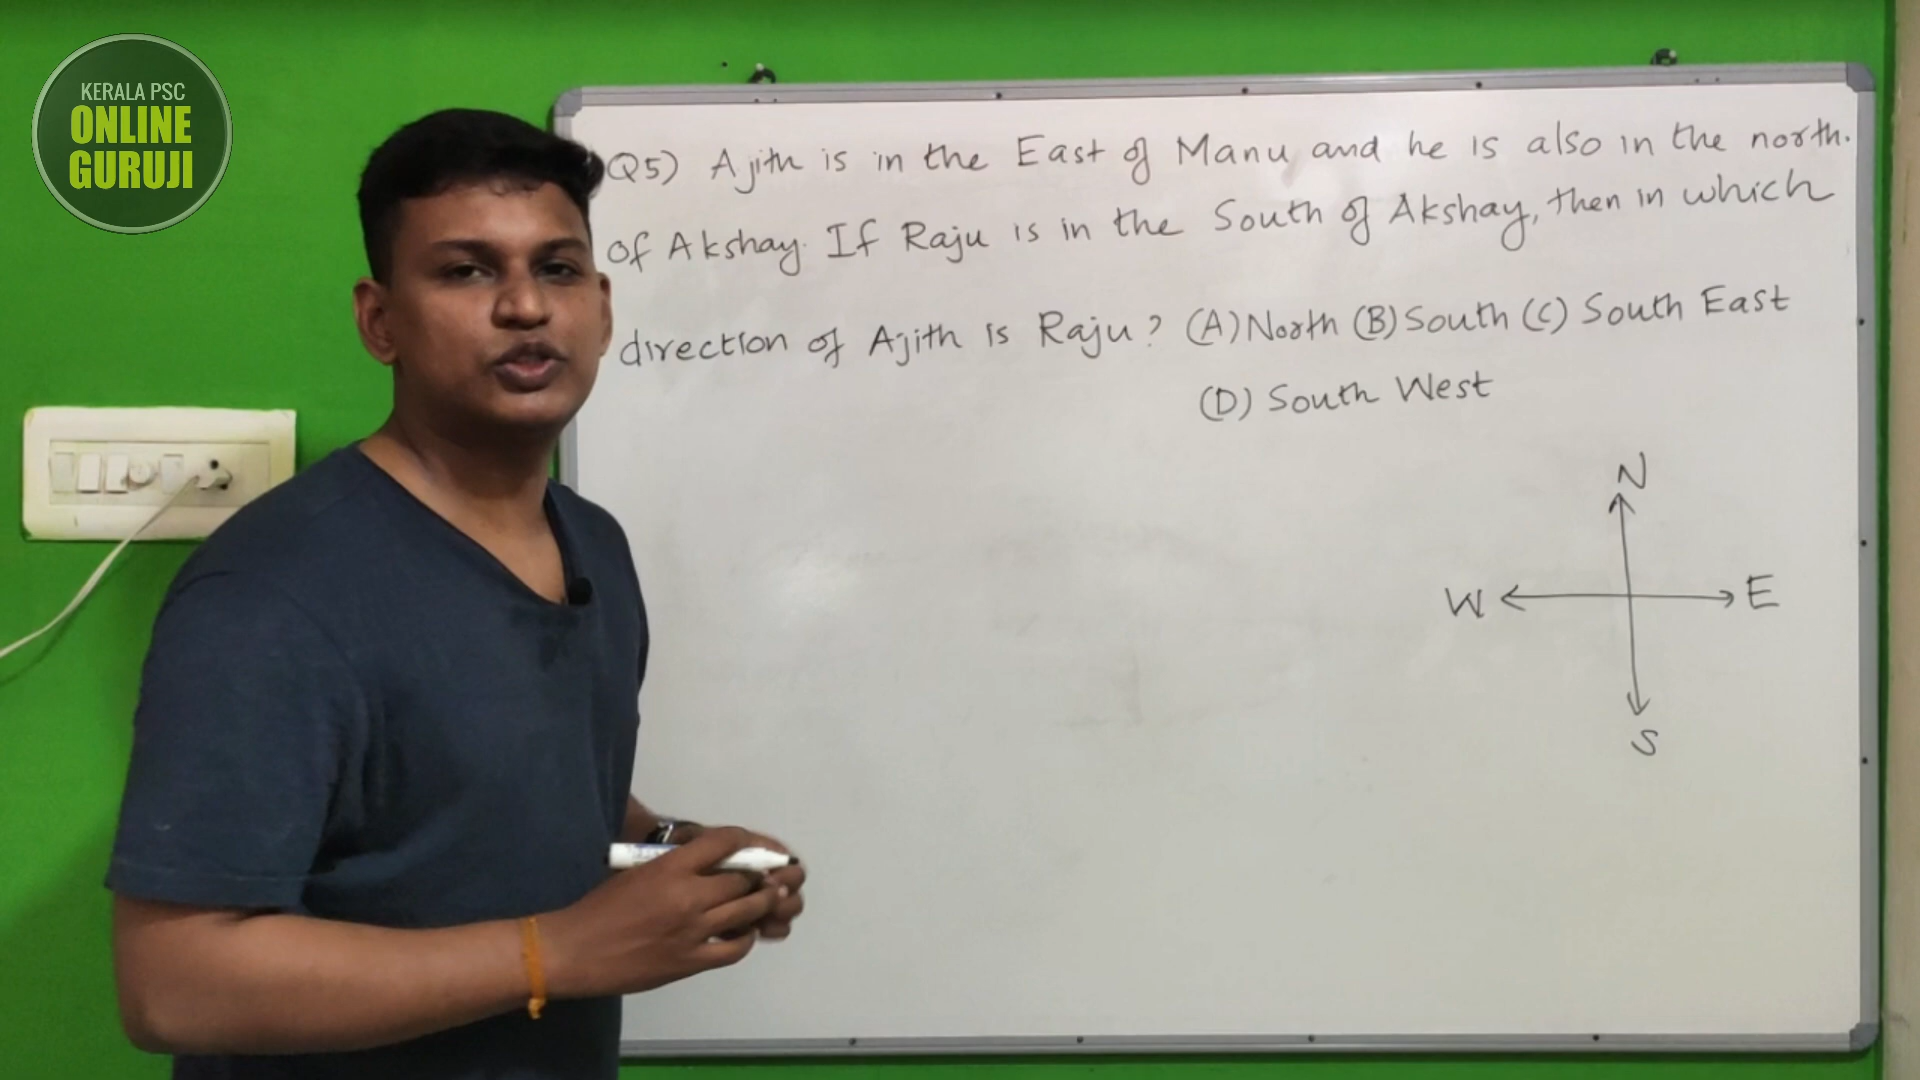 KERALA PSC
ONLINE
GURUJI
Q5) Ajith is in the East of Manu and he is also in the north.
of Akshay. If Raju is in the South of Akshay, then in which
direction of Ajith is Raju? (A) North (B) South (C) South East
(D) South West
N
W E
S